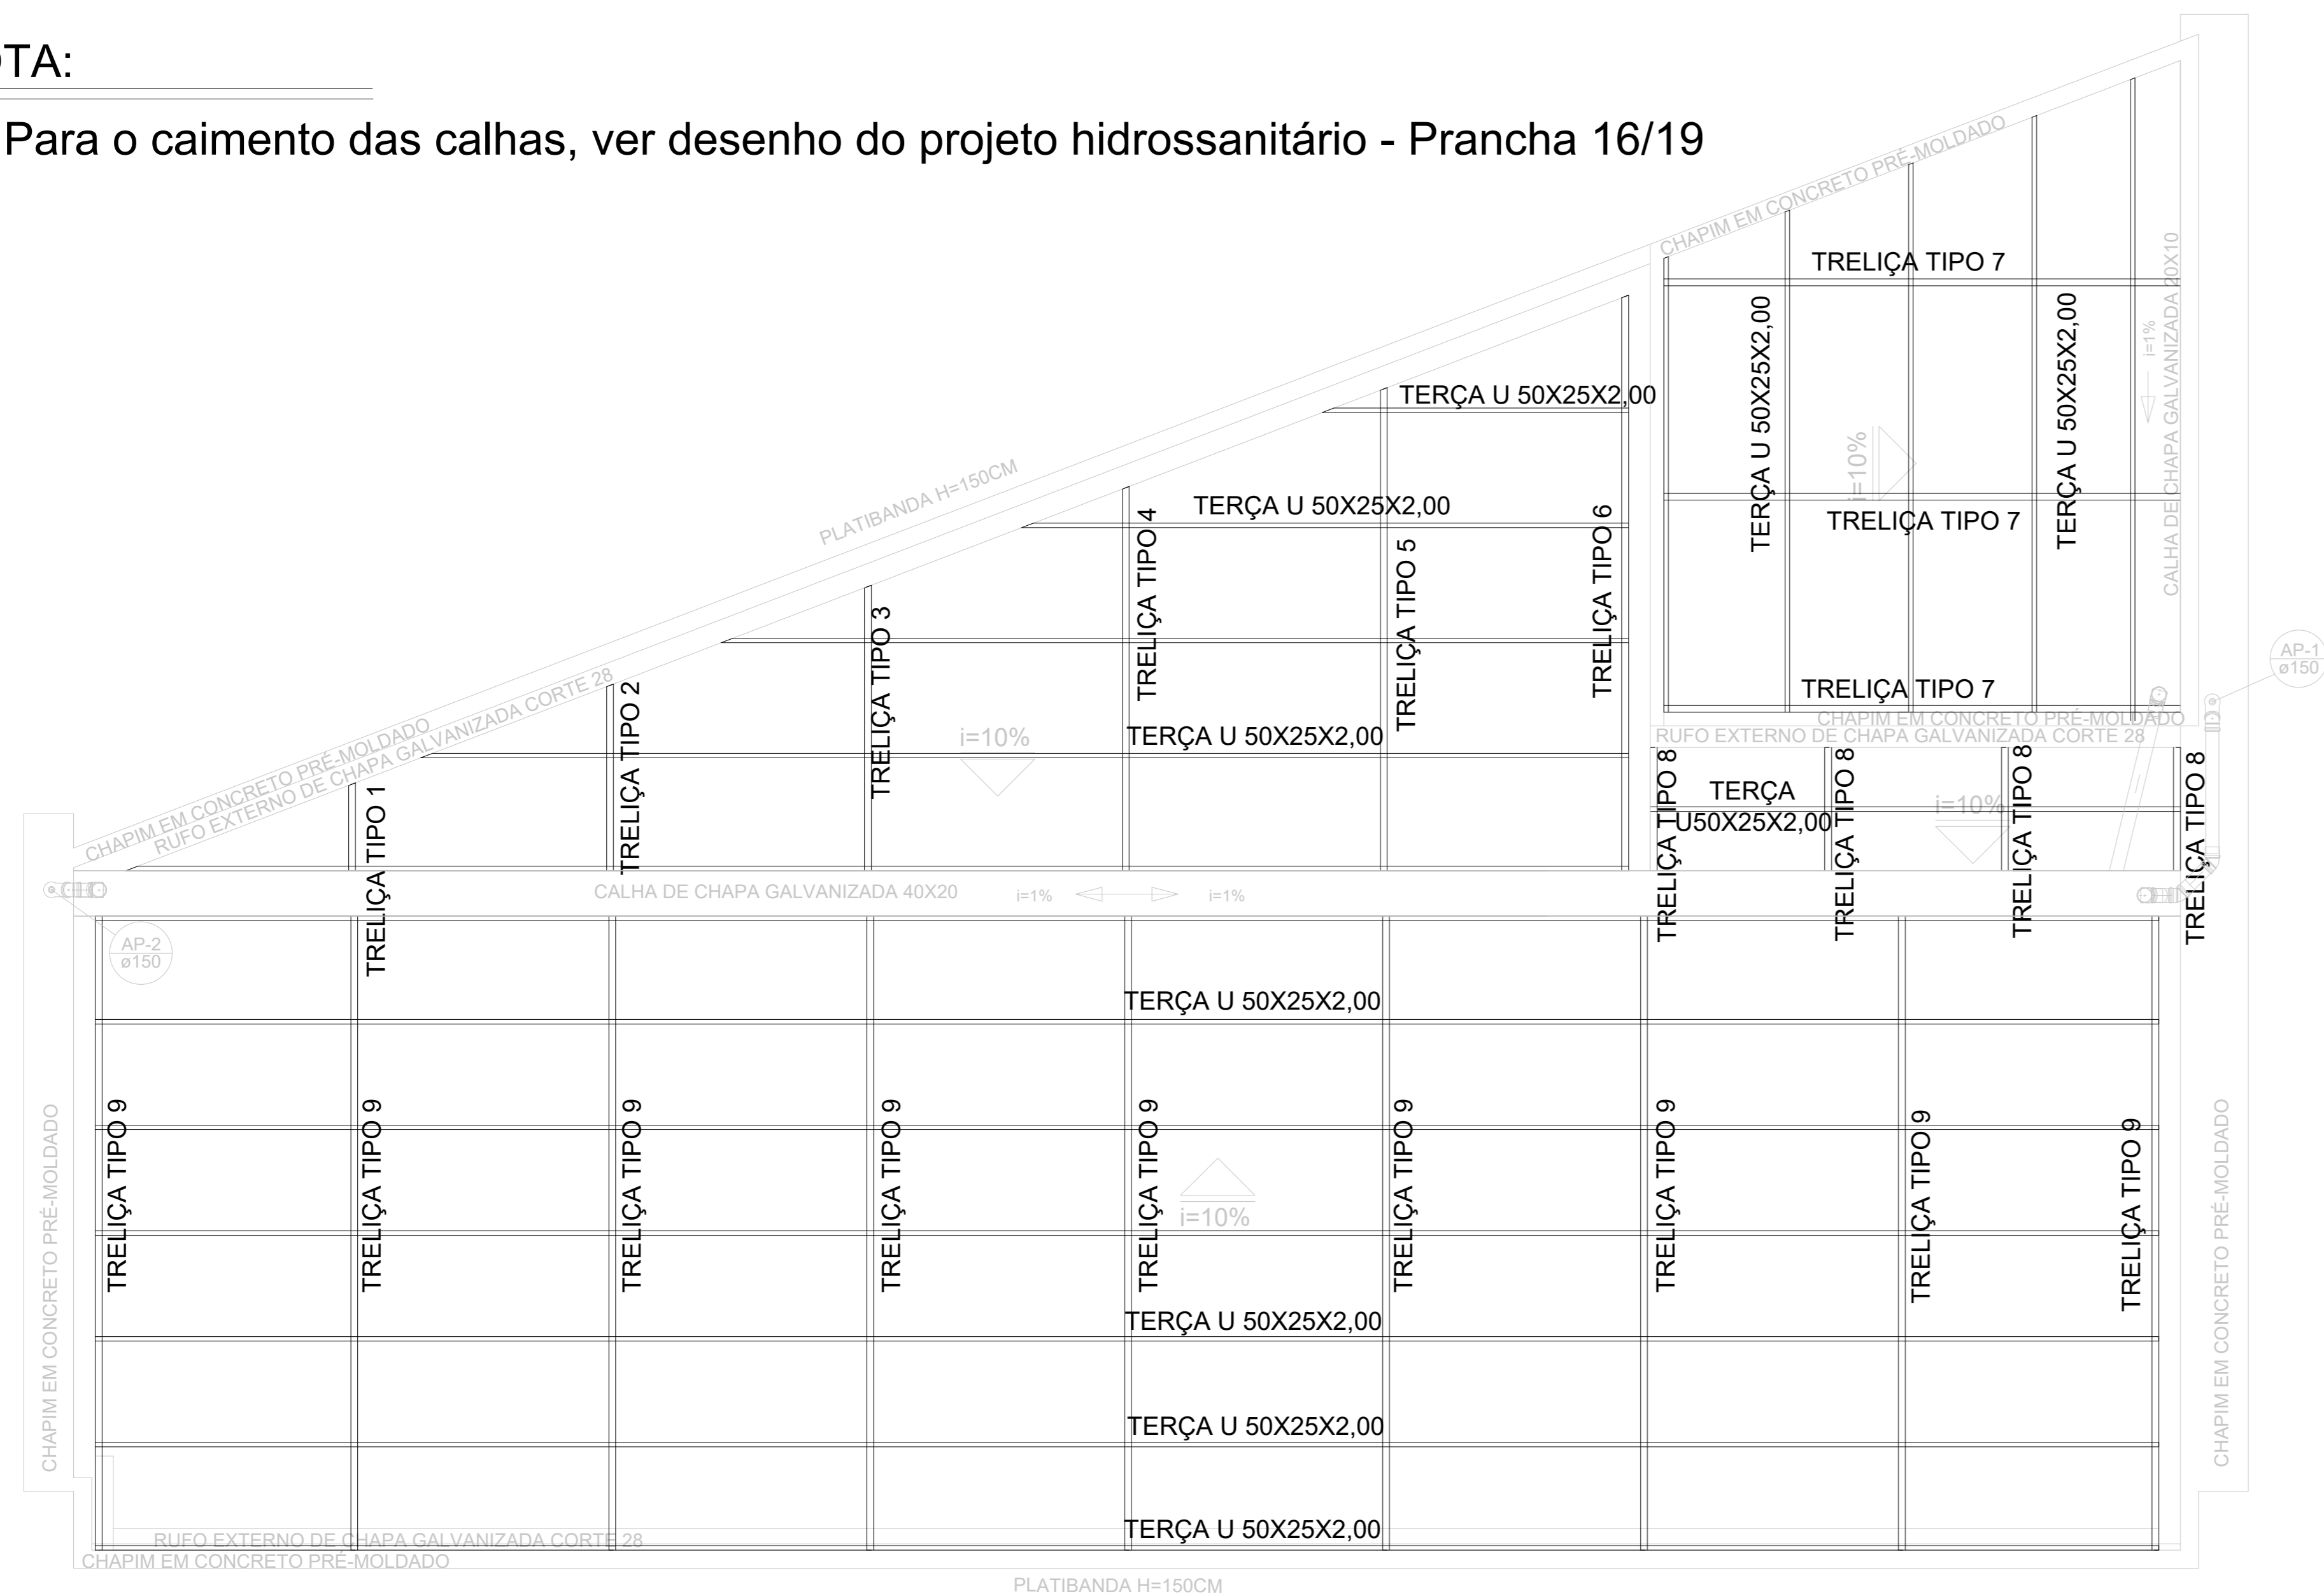 OTA:
Para o caimento das calhas, ver desenho do projeto hidrossanitário - Prancha 16/19
CHAPIM EM CONCRETO PRÉ-MOLDADO
TRELIÇA TIPO 7
TERÇA U 50X25X2,00
TERÇA U 50X25X2,00
i=1%
CALHA DE CHAPA GALVANIZADA 20X10
i=10%
TRELIÇA TIPO 7
TRELIÇA TIPO 7
TERÇA U 50X25X2,00
PLATIBANDA H=150CM
TERÇA U 50X25X2,00
TRELIÇA TIPO 4
TRELIÇA TIPO 5
TRELIÇA TIPO 6
TRELIÇA TIPO 3
TRELIÇA TIPO 2
TRELIÇA TIPO 1
AP-1
ø150
CHAPIM EM CONCRETO PRÉ-MOLDADO
RUFO EXTERNO DE CHAPA GALVANIZADA CORTE 28
i=10%
TERÇA U 50X25X2,00
CHAPIM EM CONCRETO PRÉ-MOLDADO
RUFO EXTERNO DE CHAPA GALVANIZADA CORTE 28
TRELIÇA TIPO 8
TERÇA
U50X25X2,00
TRELIÇA TIPO 8
i=10%
TRELIÇA TIPO 8
TRELIÇA TIPO 8
CALHA DE CHAPA GALVANIZADA 40X20
i=1%
i=1%
AP-2
ø150
TERÇA U 50X25X2,00
CHAPIM EM CONCRETO PRÉ-MOLDADO
TRELIÇA TIPO 9
TRELIÇA TIPO 9
TRELIÇA TIPO 9
TRELIÇA TIPO 9
TRELIÇA TIPO 9
i=10%
TRELIÇA TIPO 9
TRELIÇA TIPO 9
TRELIÇA TIPO 9
TRELIÇA TIPO 9
CHAPIM EM CONCRETO PRÉ-MOLDADO
TERÇA U 50X25X2,00
TERÇA U 50X25X2,00
TERÇA U 50X25X2,00
RUFO EXTERNO DE CHAPA GALVANIZADA CORTE 28
CHAPIM EM CONCRETO PRÉ-MOLDADO
PLATIBANDA H=150CM